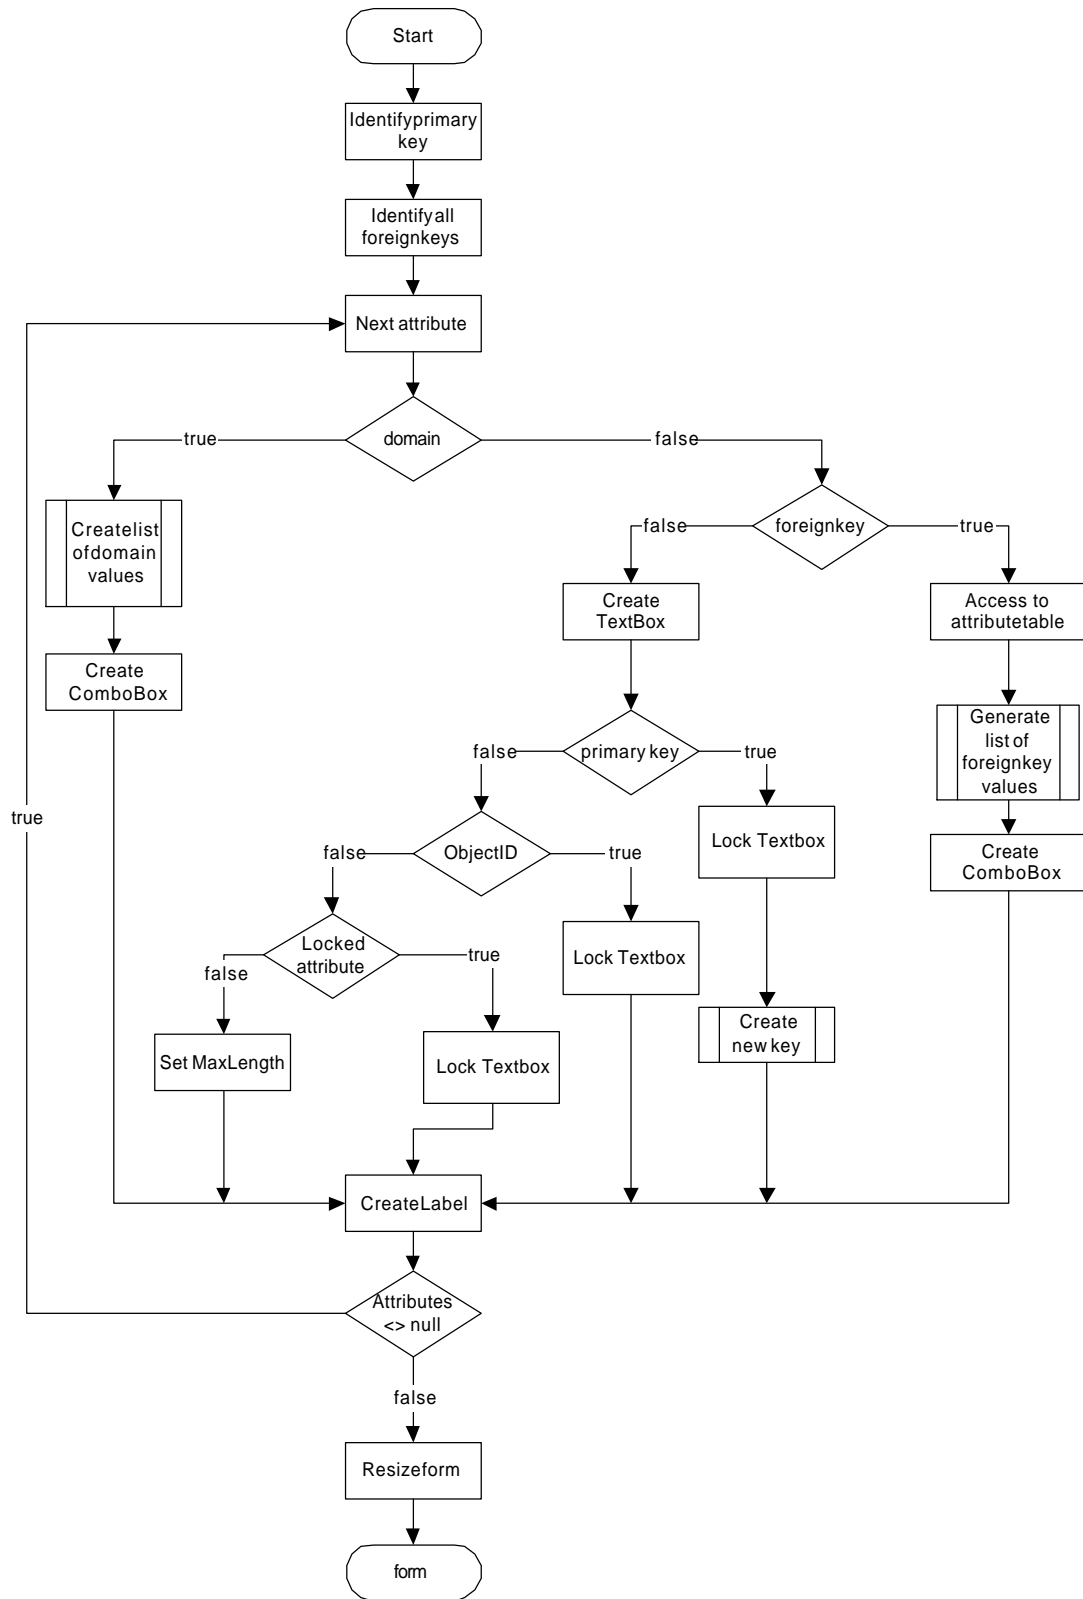 Start
Identifyprimary
key
Identifyall
foreignkeys
Next attribute
domain
true
false
Createlist
ofdomain
values
Create
ComboBox
foreignkey
false
true
Create
TextBox
Access to
attributetable
primary key
false
true
Generate
list of
foreignkey
values
true
ObjectID
false
true
Lock Textbox
Create
ComboBox
Locked
attribute
false
true
Lock Textbox
Create
new key
Set MaxLength
Lock Textbox
CreateLabel
Attributes
<> null
false
Resizeform
form